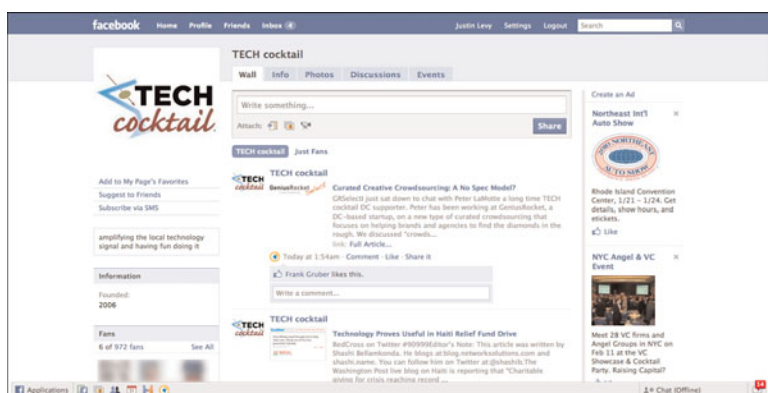 facebook Home Profile Friends Inbox 4 Justin Levy Settings Logout Search
TECH
cocktail
Add to My Page's Favorites
Suggest to Friends
Subscribe via SMS
amplifying the local technology
signal and having fun doing it
Information
Founded:
2006
Fans
6 of 972 fans See All
TECH cocktail
Wall Info Photos Discussions Events
Write something...
Attach:
Share
TECH cocktail Just Fans
TECH cocktail
TECH
cocktail
GeniusRocket
Curated Creative Crowdsourcing: A No Spec Model?
GRSelectI just sat down to chat with Peter LaMotte a long time TECH
cocktail DC supporter. Peter has been working at GeniusRocket, a
DC-based startup, on a new type of curated crowdsourcing that
focuses on helping brands and agencies to find the diamonds in the
rough. We discussed "crowds...
link: Full Article...
Today at 1:54am · Comment · Like · Share it
Frank Gruber likes this.
Write a comment...
TECH cocktail
TECH
cocktail
Technology Proves Useful in Haiti Relief Fund Drive
RedCross on Twitter #90999Editor's Note: This article was written by
Shashi Bellamkonda. He blogs at blog.networksolutions.com and
shashi.name. You can follow him on Twitter at @shashib.The
Washington Post live blog on Haiti is reporting that "Charitable
giving for crisis reaching record ...
Create an Ad
Northeast Int'l
Auto Show
NORTHEAST
AUTO SHOW
Rhode Island Convention
Center, 1/21 – 1/24. Get
details, show hours, and
etickets.
Like
NYC Angel & VC
Event
Meet 28 VC firms and
Angel Groups in NYC on
Feb 11 at the VC
Showcase & Cocktail
Party. Raising Capital?
Applications
Chat (Offline)
14